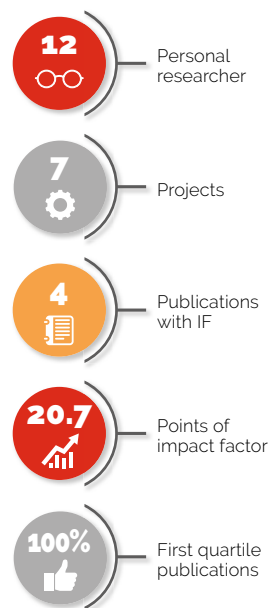 12
Personal
researcher
7
Projects
4
Publications
with IF
20.7
Points of
impact factor
100%
First quartile
publications